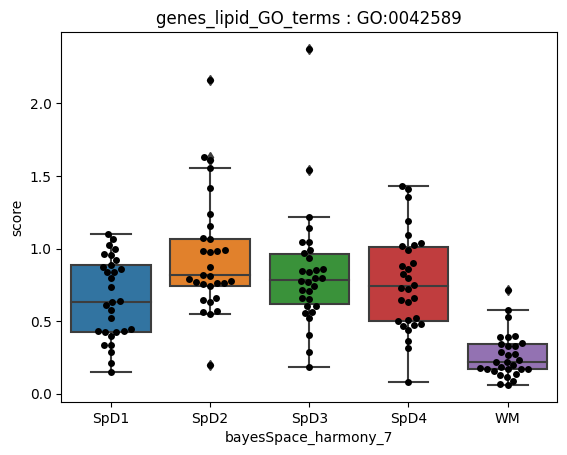 genes_lipid_GO_terms : GO:0042589
score
2.0
1.5
1.0
0.5
0.0
SpD1 SpD2 SpD3 SpD4 WM
bayesSpace_harmony_7